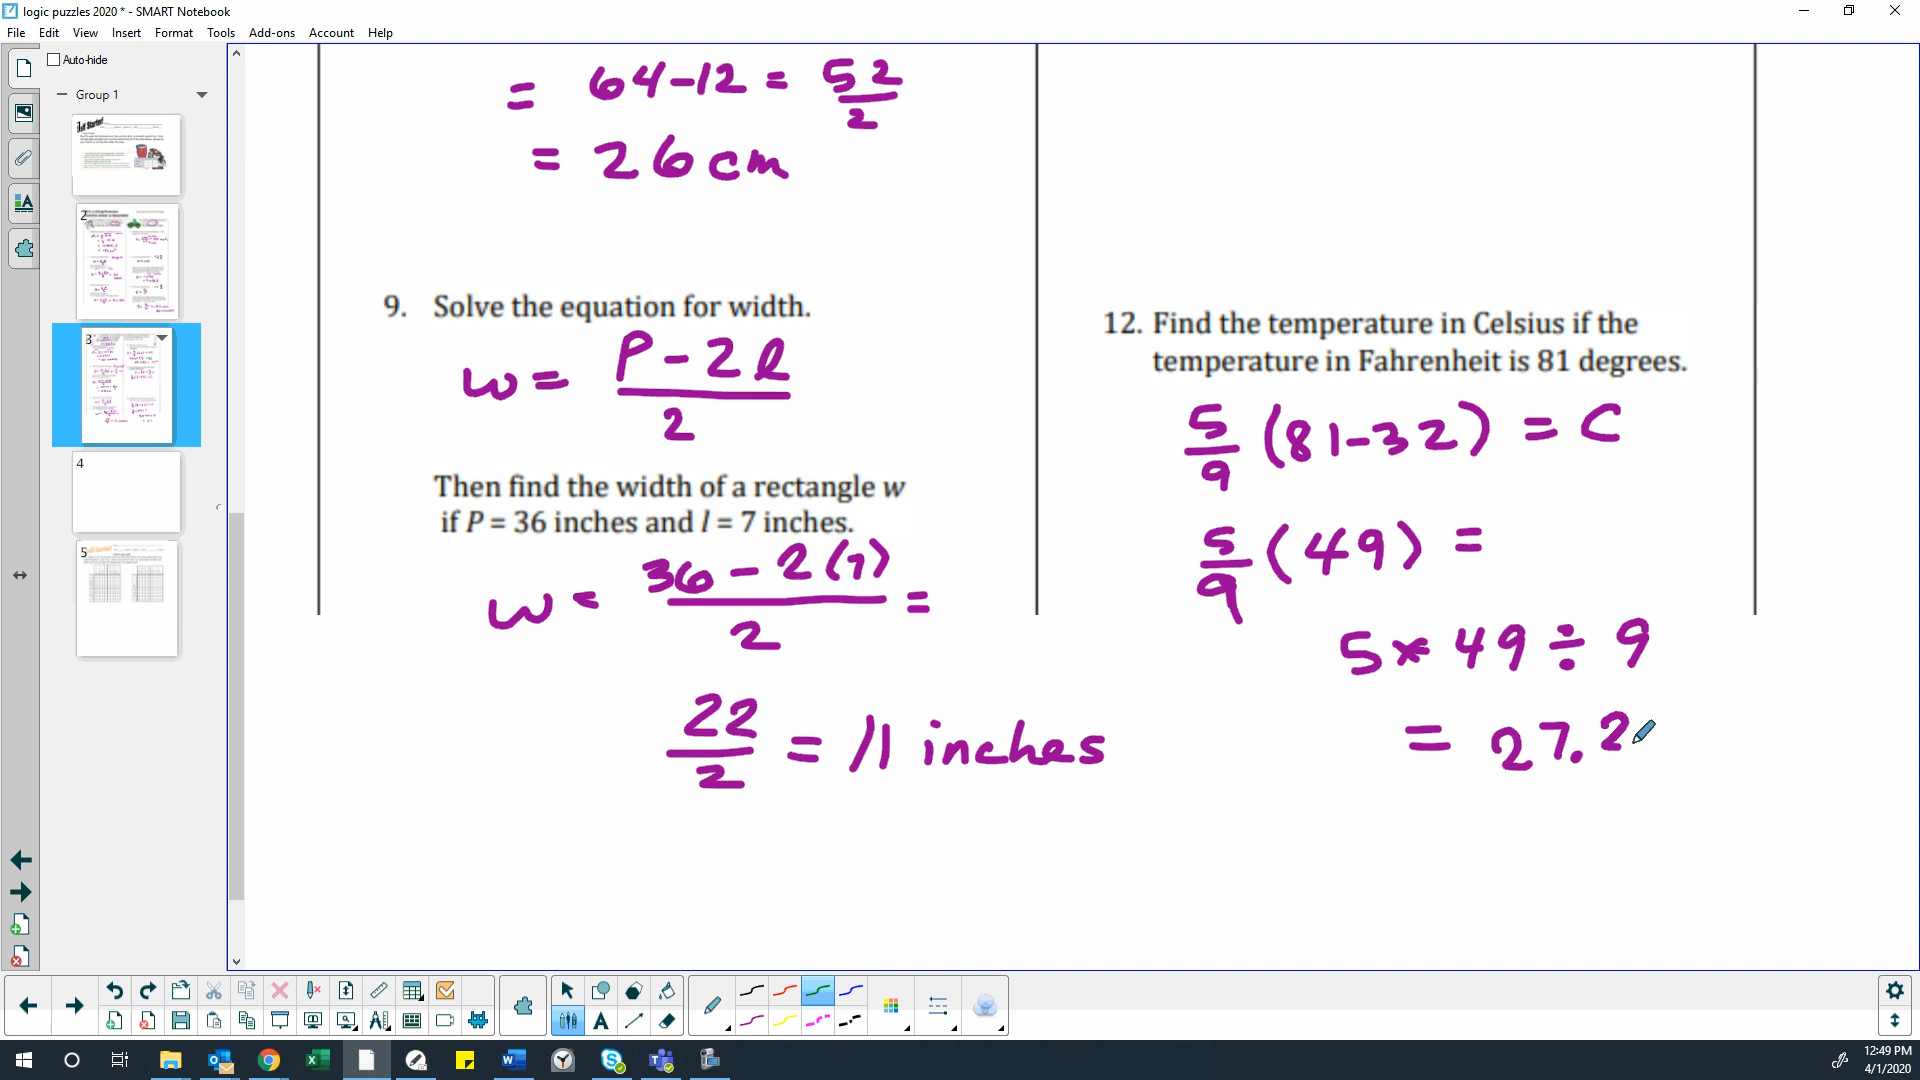 logic puzzles 2020 * - SMART Notebook
File Edit View Insert Format Tools Add-ons Account Help
Auto-hide
Group 1
2
3
4
5
= 64-12 = 52/2
= 26 cm
9. Solve the equation for width.
w = P - 2l
2
Then find the width of a rectangle w
if P = 36 inches and l = 7 inches.
w = 36 - 2(7) =
2
22/2 = 11 inches
12. Find the temperature in Celsius if the
temperature in Fahrenheit is 81 degrees.
5/9 (81-32) = C
5/9 (49) =
5 * 49 ÷ 9
= 27.2
12:49 PM
4/1/2020